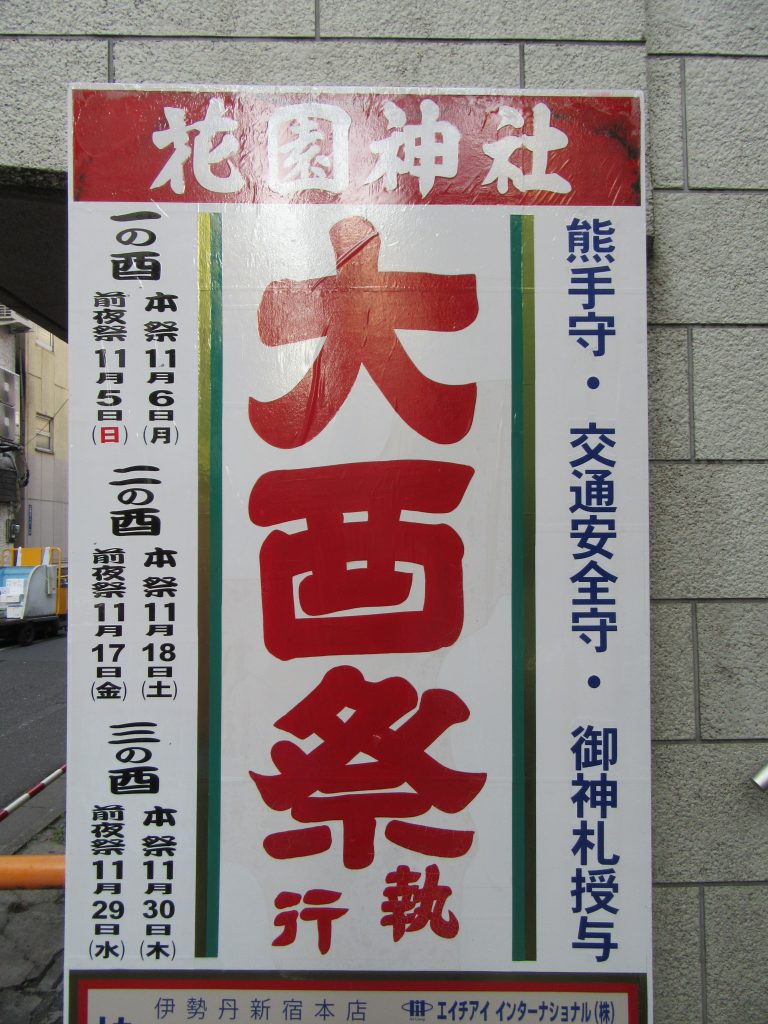 花園神社
熊手守・交通安全守・御神札授与
大酉祭
執行
一の酉
本祭11月6日(月)
前夜祭11月5日(日)
二の酉
本祭11月18日(土)
前夜祭11月17日(金)
三の酉
本祭11月30日(木)
前夜祭11月29日(水)
伊勢丹新宿本店
エイチアイ インターナショナル(株)